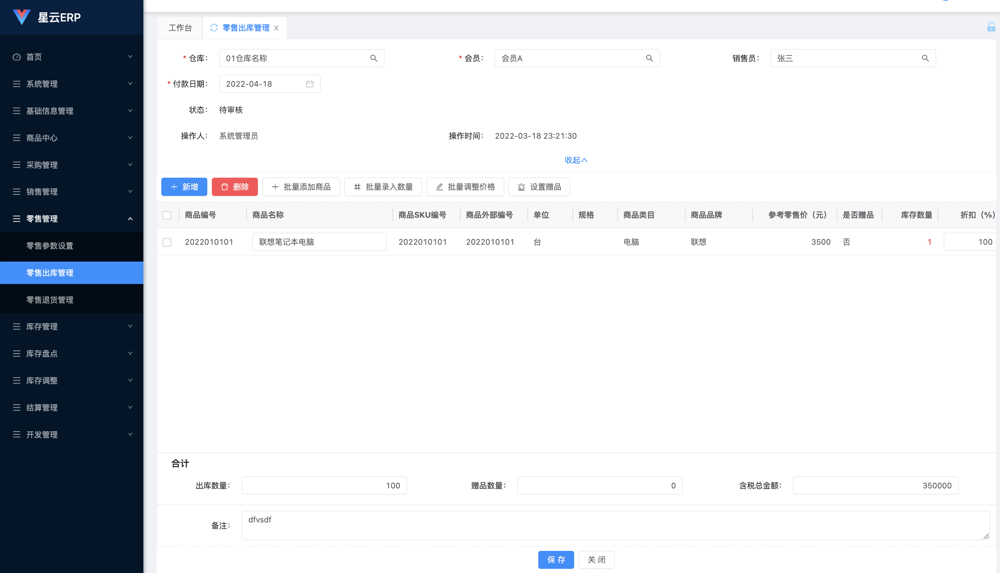 星云ERP
首页
系统管理
基础信息管理
商品中心
采购管理
销售管理
零售管理
零售参数设置
零售出库管理
零售退货管理
库存管理
库存盘点
库存调整
结算管理
开发管理
工作台 零售出库管理
* 仓库: 01仓库名称 * 会员: 会员A 销售员: 张三
* 付款日期: 2022-04-18
状态: 待审核
操作人: 系统管理员 操作时间: 2022-03-18 23:21:30
收起
新增 删除 批量添加商品 批量录入数量 批量调整价格 设置赠品
商品编号 商品名称 商品SKU编号 商品外部编号 单位 规格 商品类目 商品品牌 参考零售价（元） 是否赠品 库存数量 折扣（%）
2022010101 联想笔记本电脑 2022010101 2022010101 台 电脑 联想 3500 否 1 100
合计
出库数量: 100 赠品数量: 0 含税总金额: 350000
备注: dfvsdf
保 存 关 闭